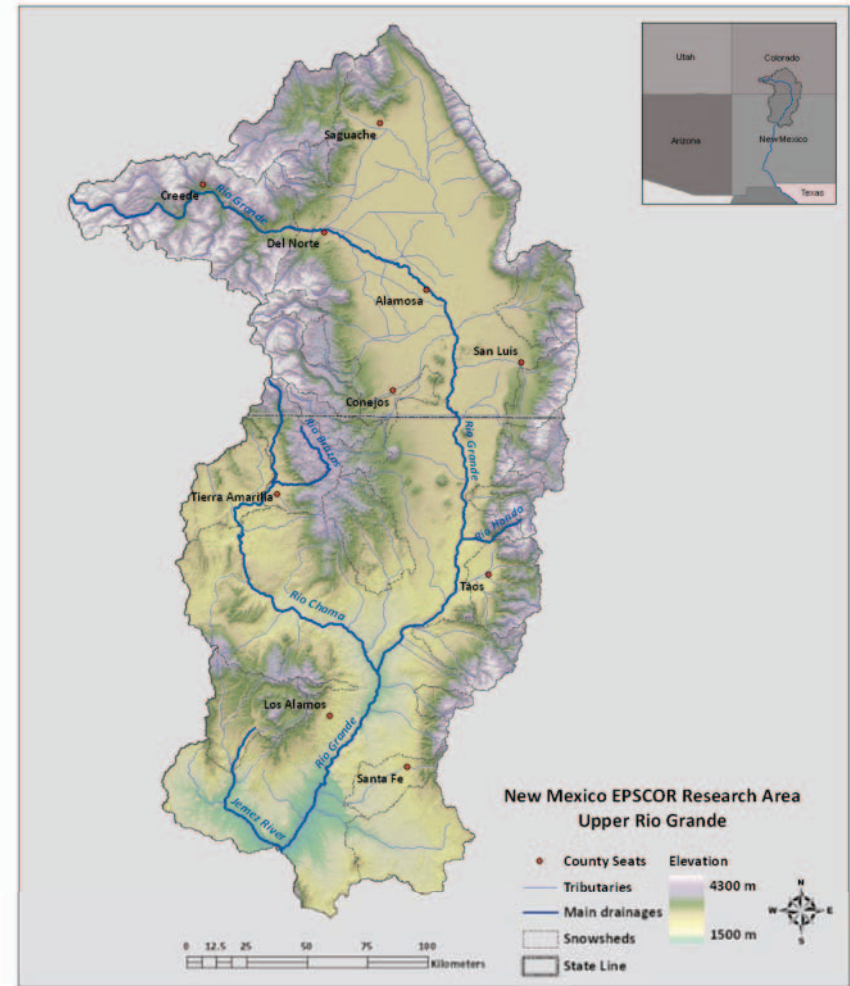 Utah
Colorado
Arizona
New Mexico
Texas
Saguache
Creede
Rio Grande
Del Norte
Alamosa
San Luis
Conejos
Rio Brazos
Rio Grande
Tierra Amarilla
Rio Hondo
Taos
Rio Chama
Los Alamos
Rio Grande
Santa Fe
Jemez River
New Mexico EPSCOR Research Area
Upper Rio Grande
County Seats
Elevation
Tributaries
4300 m
Main drainages
Snowsheds
1500 m
State Line
N
W
E
S
0 12.5 25 50 75 100
Kilometers